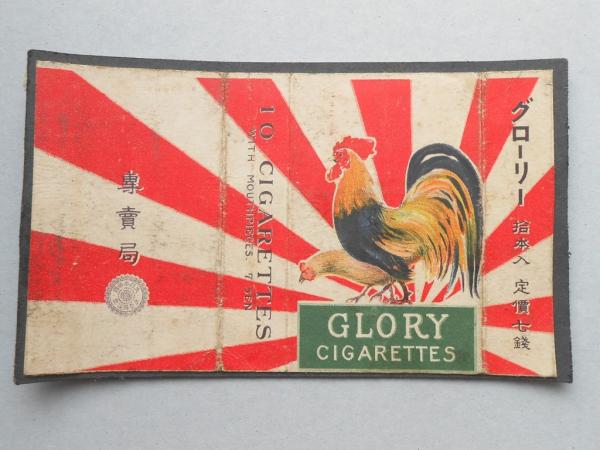 専賣局
10 CIGARETTES
WITH MOUTHPIECES. 7 SEN
GLORY
CIGARETTES
グローリー
拾本入 定價七錢